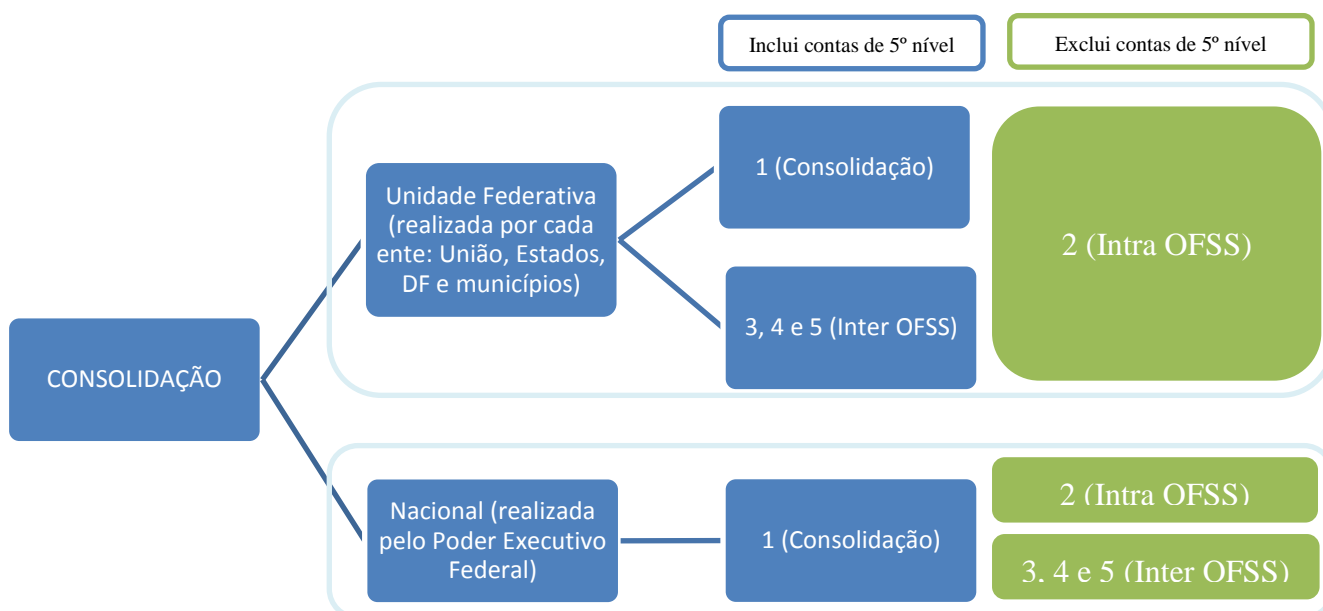 Inclui contas de 5º nível
Exclui contas de 5º nível
CONSOLIDAÇÃO
Unidade Federativa
(realizada por cada
ente: União, Estados,
DF e municípios)
1 (Consolidação)
3, 4 e 5 (Inter OFSS)
2 (Intra OFSS)
Nacional (realizada
pelo Poder Executivo
Federal)
1 (Consolidação)
2 (Intra OFSS)
3, 4 e 5 (Inter OFSS)